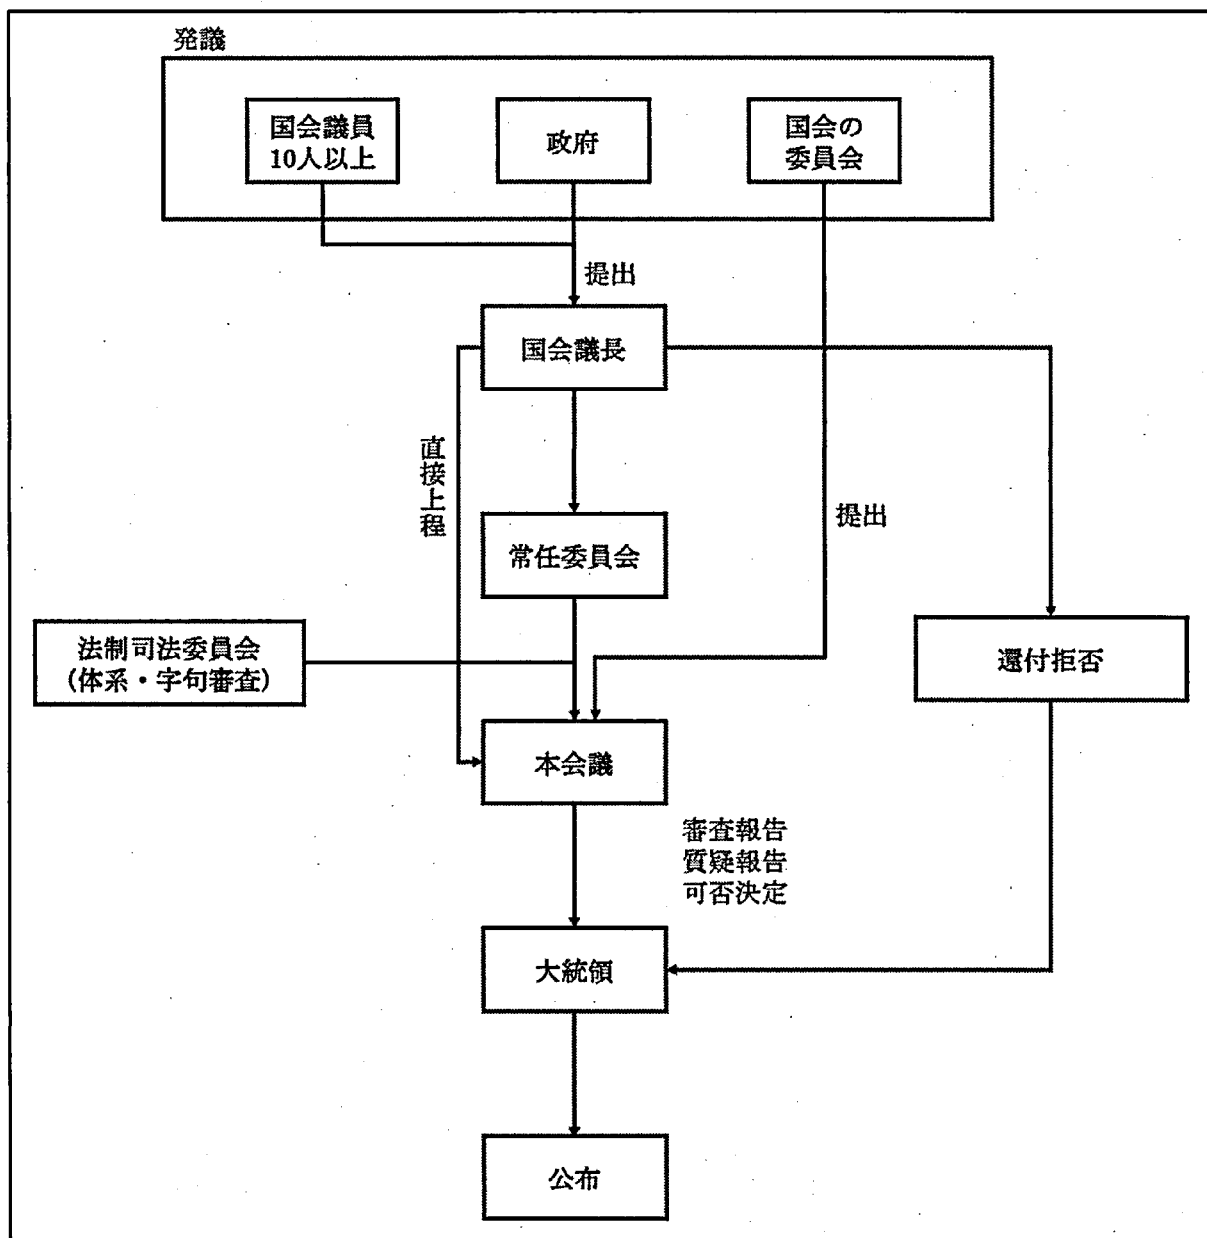 発議
国会議員
10人以上
政府
国会の
委員会
提出
国会議長
直接上程
常任委員会
提出
法制司法委員会
(体系・字句審査)
還付拒否
本会議
審査報告
質疑報告
可否決定
大統領
公布